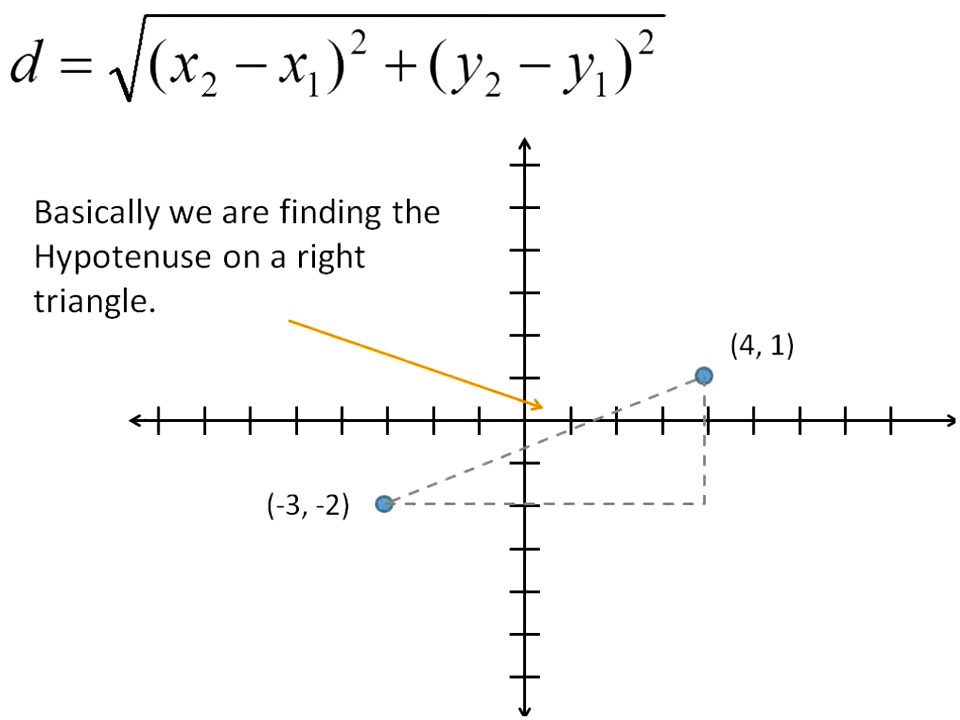 d = √(x₂ − x₁)² + (y₂ − y₁)²
Basically we are finding the
Hypotenuse on a right
triangle.
(4, 1)
(-3, -2)